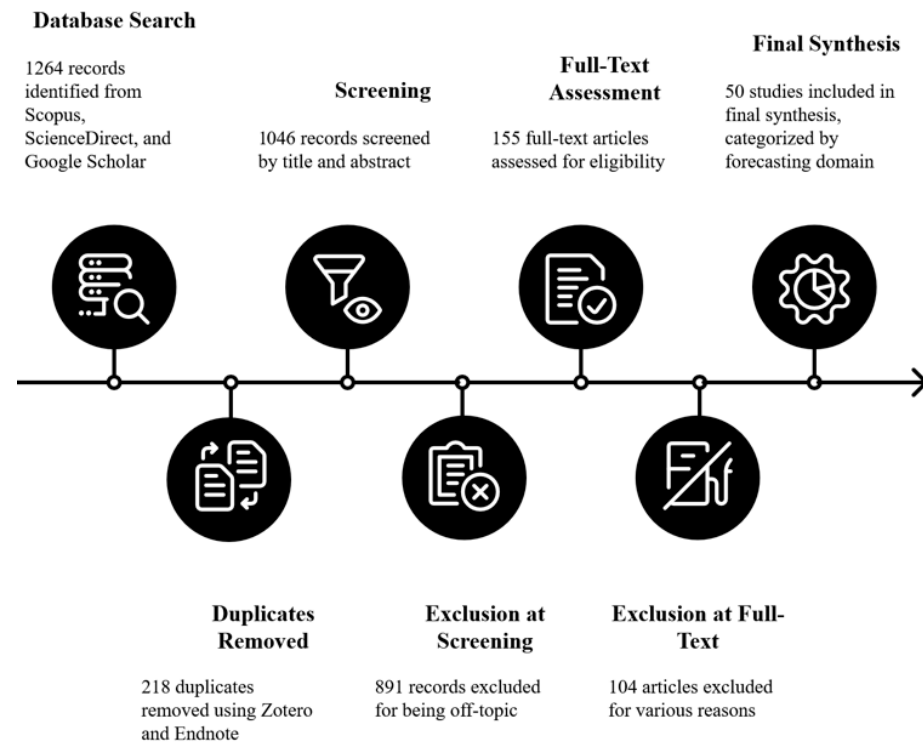 Database Search
1264 records
identified from
Scopus,
ScienceDirect, and
Google Scholar
Screening
1046 records screened
by title and abstract
Full-Text
Assessment
155 full-text articles
assessed for eligibility
Final Synthesis
50 studies included in
final synthesis,
categorized by
forecasting domain
Duplicates
Removed
218 duplicates
removed using Zotero
and Endnote
Exclusion at
Screening
891 records excluded
for being off-topic
Exclusion at Full-
Text
104 articles excluded
for various reasons